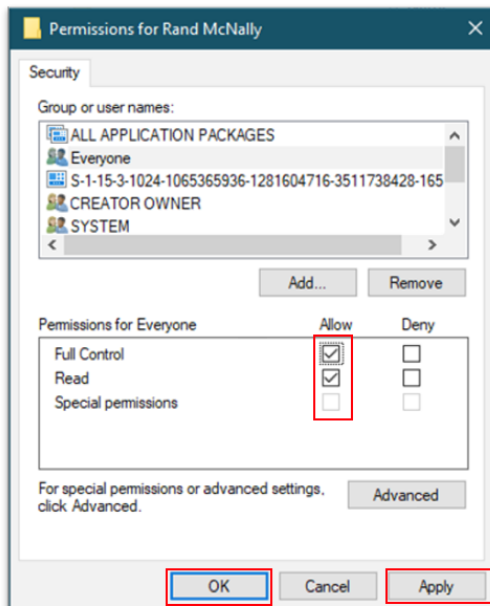 Permissions for Rand McNally
Security
Group or user names:
ALL APPLICATION PACKAGES
Everyone
S-1-15-3-1024-1065365936-1281604716-3511738428-165
CREATOR OWNER
SYSTEM
Add... Remove
Permissions for Everyone Allow Deny
Full Control
Read
Special permissions
For special permissions or advanced settings, Advanced
click Advanced.
OK Cancel Apply